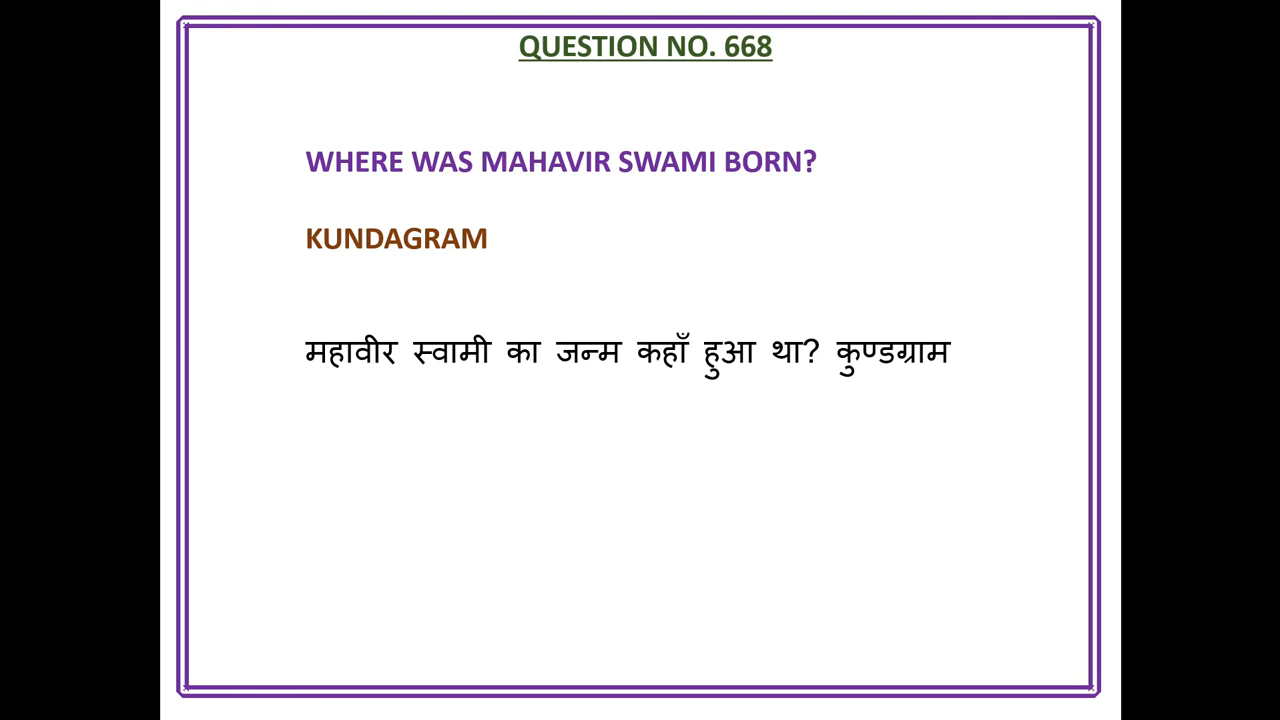 QUESTION NO. 668
WHERE WAS MAHAVIR SWAMI BORN?
KUNDAGRAM
महावीर स्वामी का जन्म कहाँ हुआ था? कुण्डग्राम